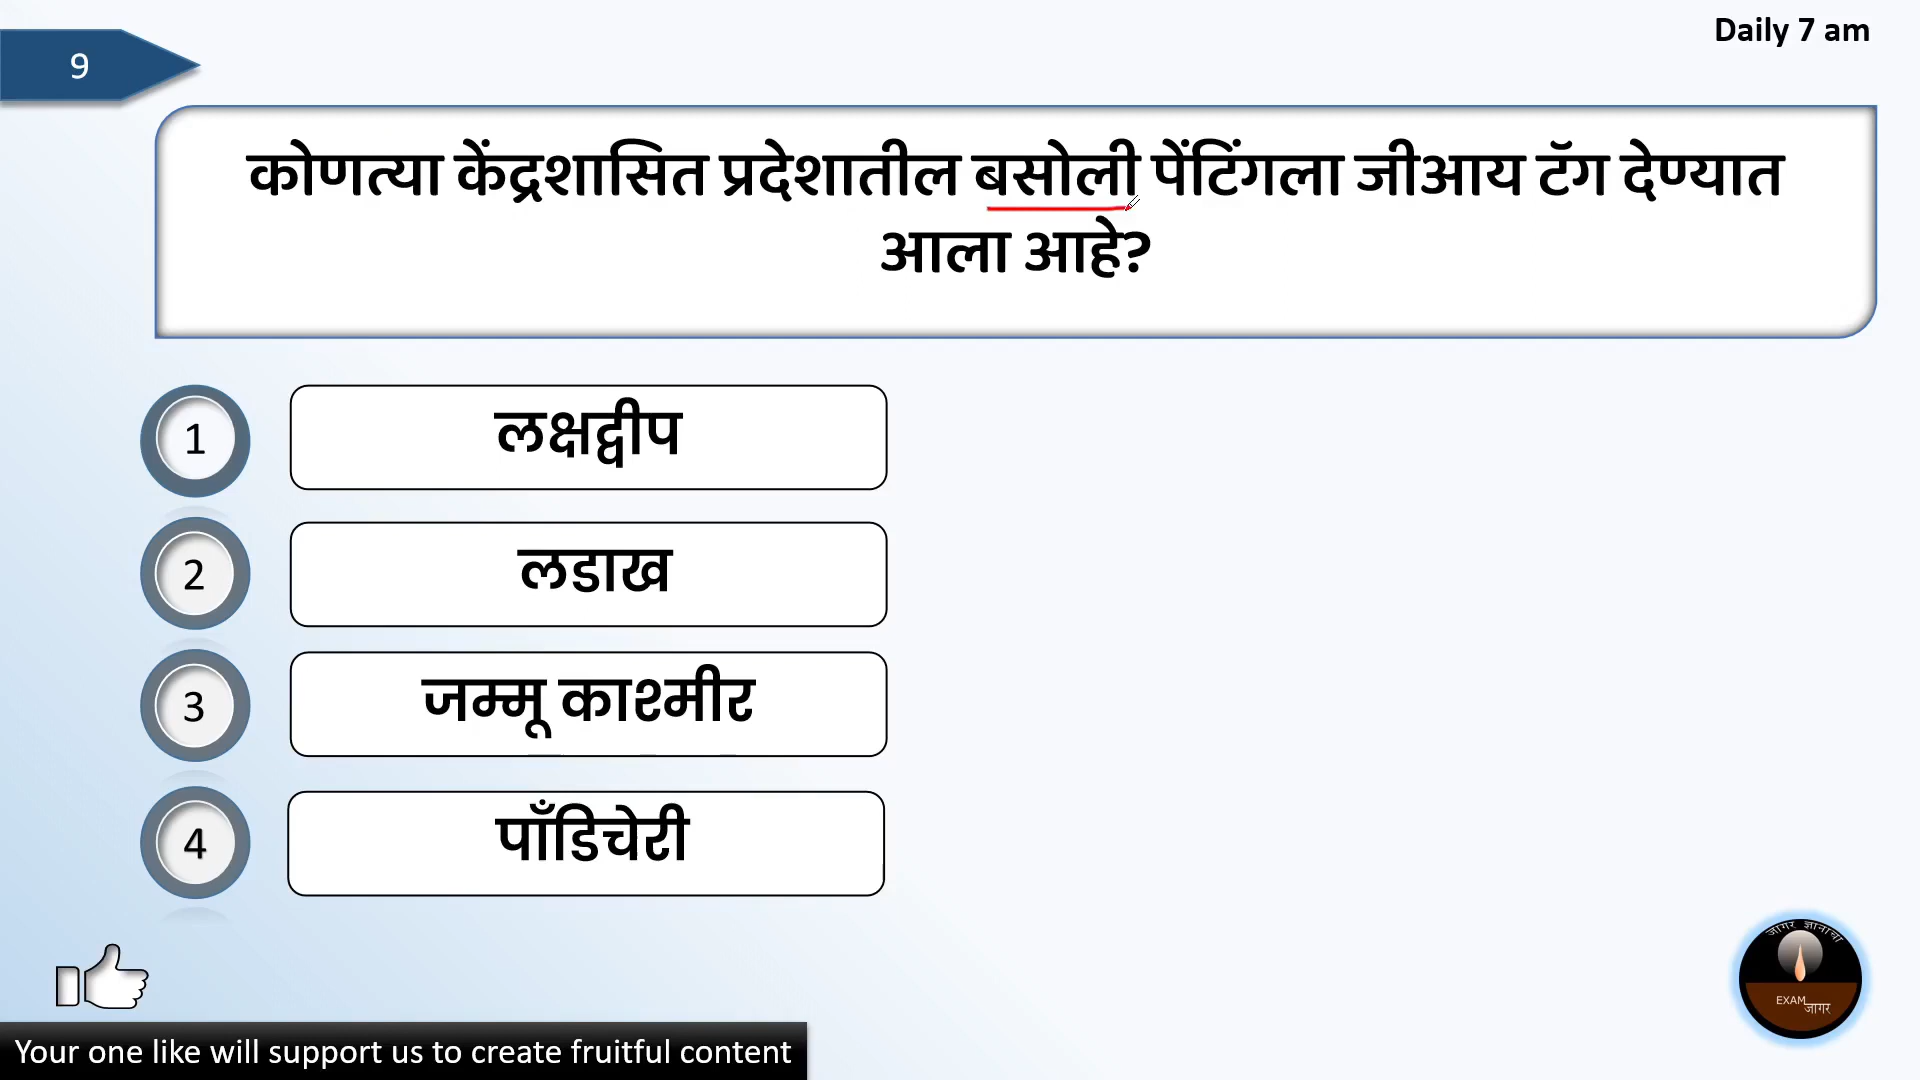 Daily 7 am
9
कोणत्या केंद्रशासित प्रदेशातील बसोली पेंटिंगला जीआय टॅग देण्यात
आला आहे?
1
लक्षद्वीप
2
लडाख
3
जम्मू काश्मीर
4
पाँडिचेरी
जागर ज्ञानाचा
EXAM
जागर
Your one like will support us to create fruitful content